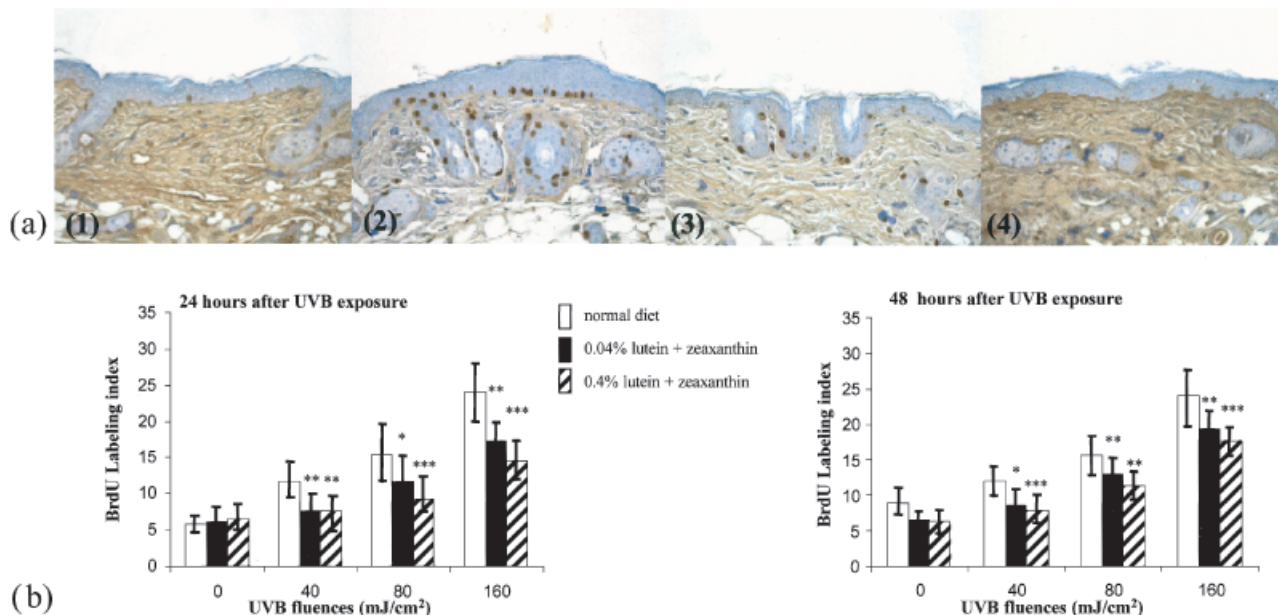 (a)
(1)
(2)
(3)
(4)
24 hours after UVB exposure
35
30
25
20
15
10
5
0
BrdU Labeling index
** **
* ***
** ***
0 40 80 160
UVB fluences (mJ/cm²)
normal diet
0.04% lutein + zeaxanthin
0.4% lutein + zeaxanthin
48 hours after UVB exposure
35
30
25
20
15
10
5
0
BrdU Labeling index
* ***
** **
** ***
0 40 80 160
UVB fluences (mJ/cm²)
(b)